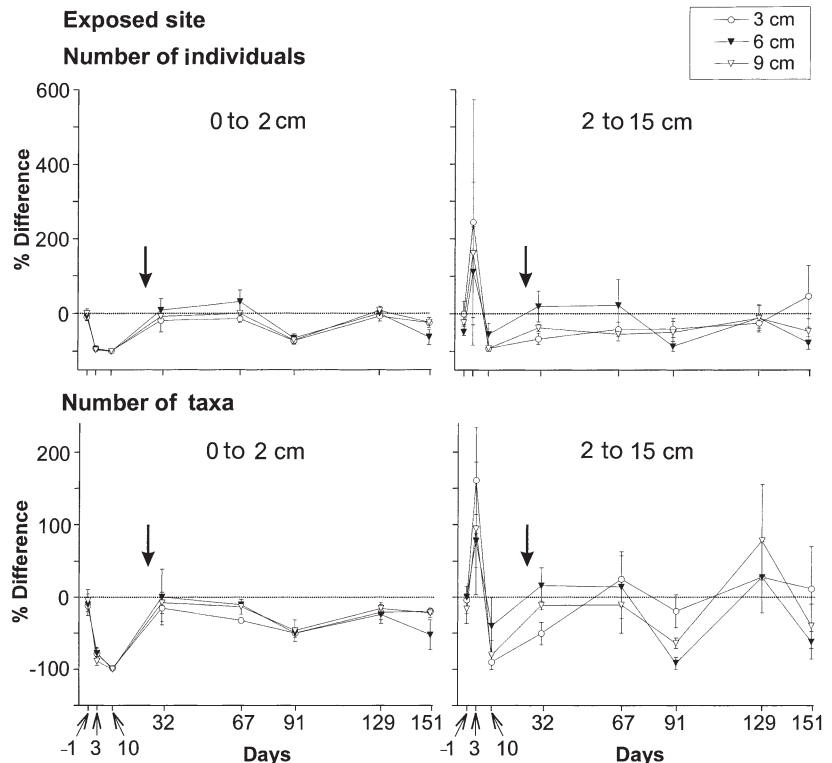 Exposed site
Number of individuals
3 cm
6 cm
9 cm
600
400
200
0
% Difference
0 to 2 cm
2 to 15 cm
Number of taxa
200
100
0
-100
% Difference
0 to 2 cm
2 to 15 cm
–1 3 10 32 67 91 129 151
Days
–1 3 10 32 67 91 129 151
Days